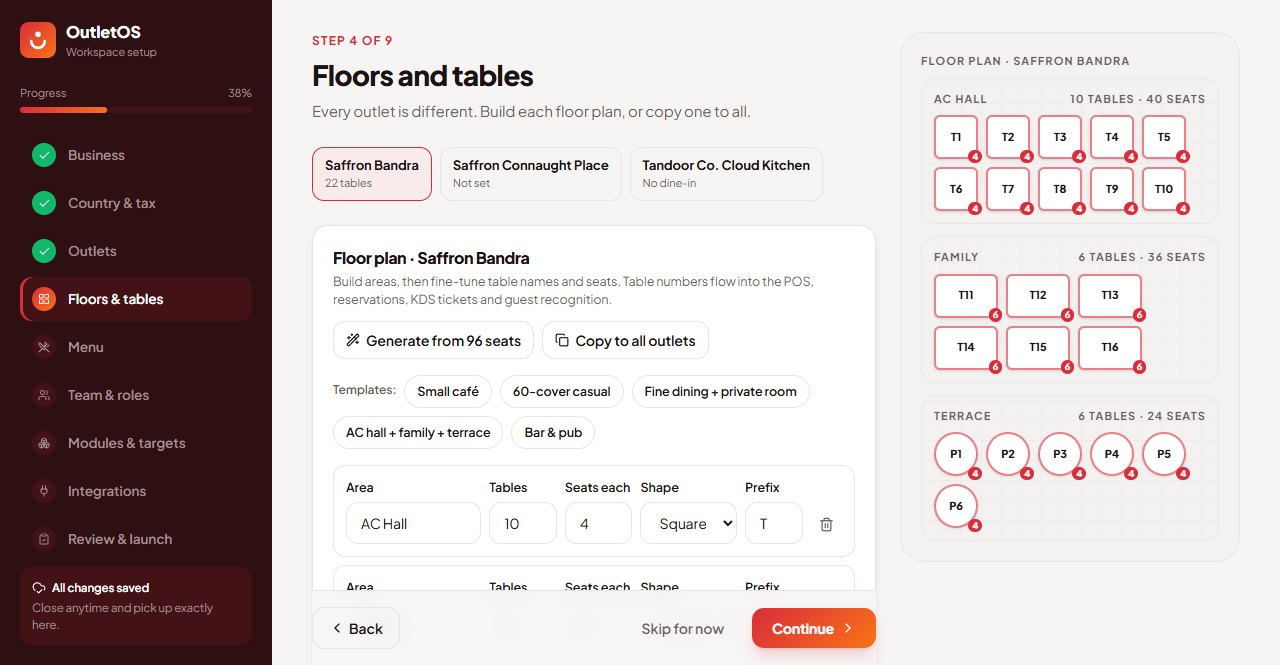 OutletOS
Workspace setup
Progress 38%
Business
Country & tax
Outlets
Floors & tables
Menu
Team & roles
Modules & targets
Integrations
Review & launch
All changes saved
Close anytime and pick up exactly
here.
STEP 4 OF 9
Floors and tables
Every outlet is different. Build each floor plan, or copy one to all.
Saffron Bandra
22 tables
Saffron Connaught Place
Not set
Tandoor Co. Cloud Kitchen
No dine-in
Floor plan · Saffron Bandra
Build areas, then fine-tune table names and seats. Table numbers flow into the POS,
reservations, KDS tickets and guest recognition.
Generate from 96 seats
Copy to all outlets
Templates: Small café 60-cover casual Fine dining + private room
AC hall + family + terrace Bar & pub
Area Tables Seats each Shape Prefix
AC Hall 10 4 Square T
Area Tables Seats each Shape Prefix
Back Skip for now Continue
FLOOR PLAN · SAFFRON BANDRA
AC HALL 10 TABLES · 40 SEATS
T1 T2 T3 T4 T5
4 4 4 4 4
T6 T7 T8 T9 T10
4 4 4 4 4
FAMILY 6 TABLES · 36 SEATS
T11 T12 T13
6 6 6
T14 T15 T16
6 6 6
TERRACE 6 TABLES · 24 SEATS
P1 P2 P3 P4 P5
4 4 4 4 4
P6
4